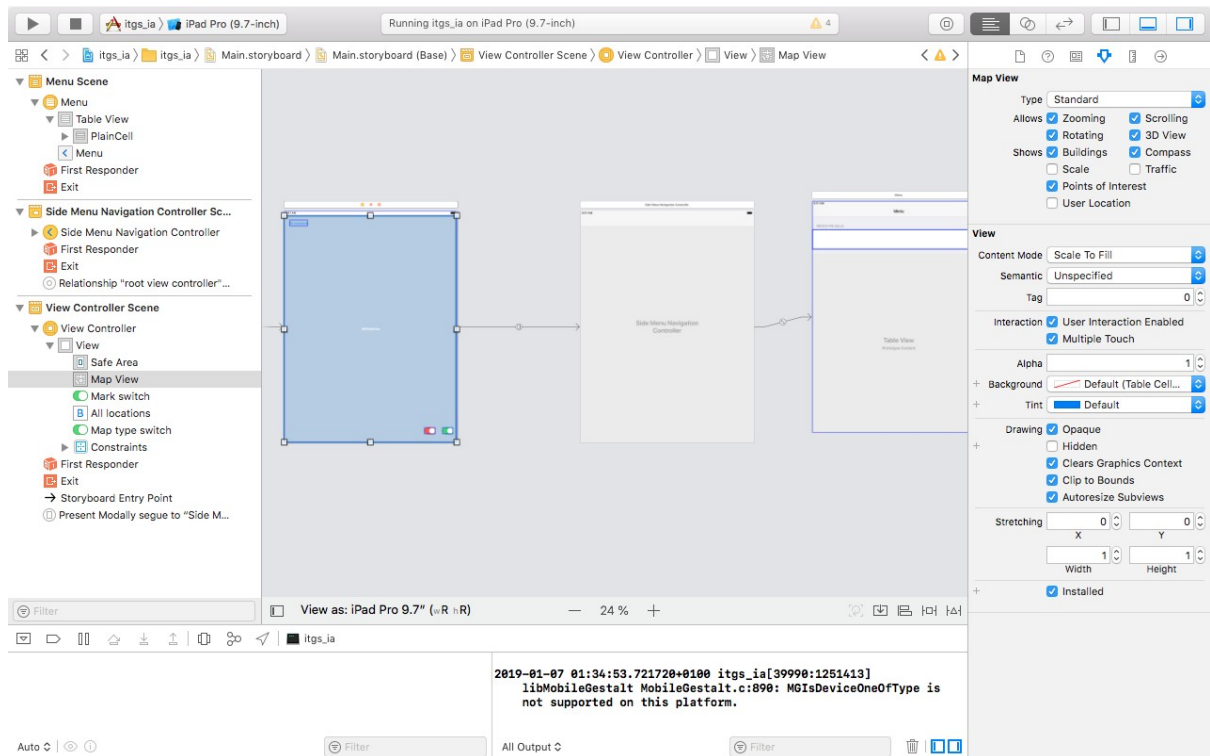 itgs_ia
iPad Pro (9.7-inch)
Running itgs_ia on iPad Pro (9.7-inch)
4
itgs_ia
itgs_ia
Main.storyboard
Main.storyboard (Base)
View Controller Scene
View Controller
View
Map View
Menu Scene
Menu
Table View
PlainCell
Menu
First Responder
Exit
Side Menu Navigation Controller Sc...
Side Menu Navigation Controller
First Responder
Exit
Relationship "root view controller"...
View Controller Scene
View Controller
View
Safe Area
Map View
Mark switch
B All locations
Map type switch
Constraints
First Responder
Exit
Storyboard Entry Point
Present Modally segue to "Side M...
Filter
Side Menu Navigation Controller
Side Menu Navigation
Controller
Menu
Menu
Table View
Prototype Content
View as: iPad Pro 9.7" (wR hR)
24 %
Map View
Type Standard
Allows Zooming Scrolling
Rotating 3D View
Shows Buildings Compass
Scale Traffic
Points of Interest
User Location
View
Content Mode Scale To Fill
Semantic Unspecified
Tag 0
Interaction User Interaction Enabled
Multiple Touch
Alpha 1
Background Default (Table Cell...
Tint Default
Drawing Opaque
Hidden
Clears Graphics Context
Clip to Bounds
Autoresize Subviews
Stretching 0 0
X Y
1 1
Width Height
Installed
itgs_ia
2019-01-07 01:34:53.721720+0100 itgs_ia[39990:1251413]
libMobileGestalt MobileGestalt.c:890: MGIsDeviceOneOfType is
not supported on this platform.
Auto
Filter
All Output
Filter